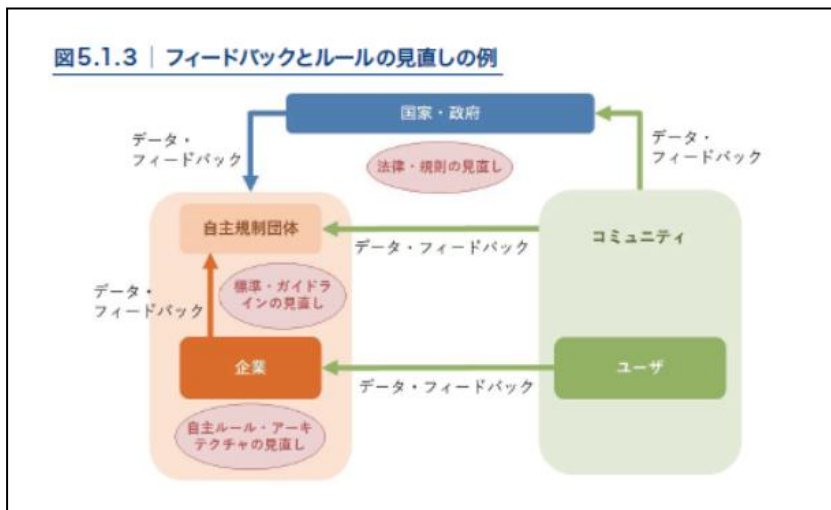 図5.1.3｜フィードバックとルールの見直しの例
国家・政府
データ・
フィードバック
データ・
フィードバック
法律・規則の見直し
自主規制団体
データ・フィードバック
コミュニティ
データ・
フィードバック
標準・ガイドラ
インの見直し
企業
データ・フィードバック
ユーザ
自主ルール・アーキ
テクチャの見直し